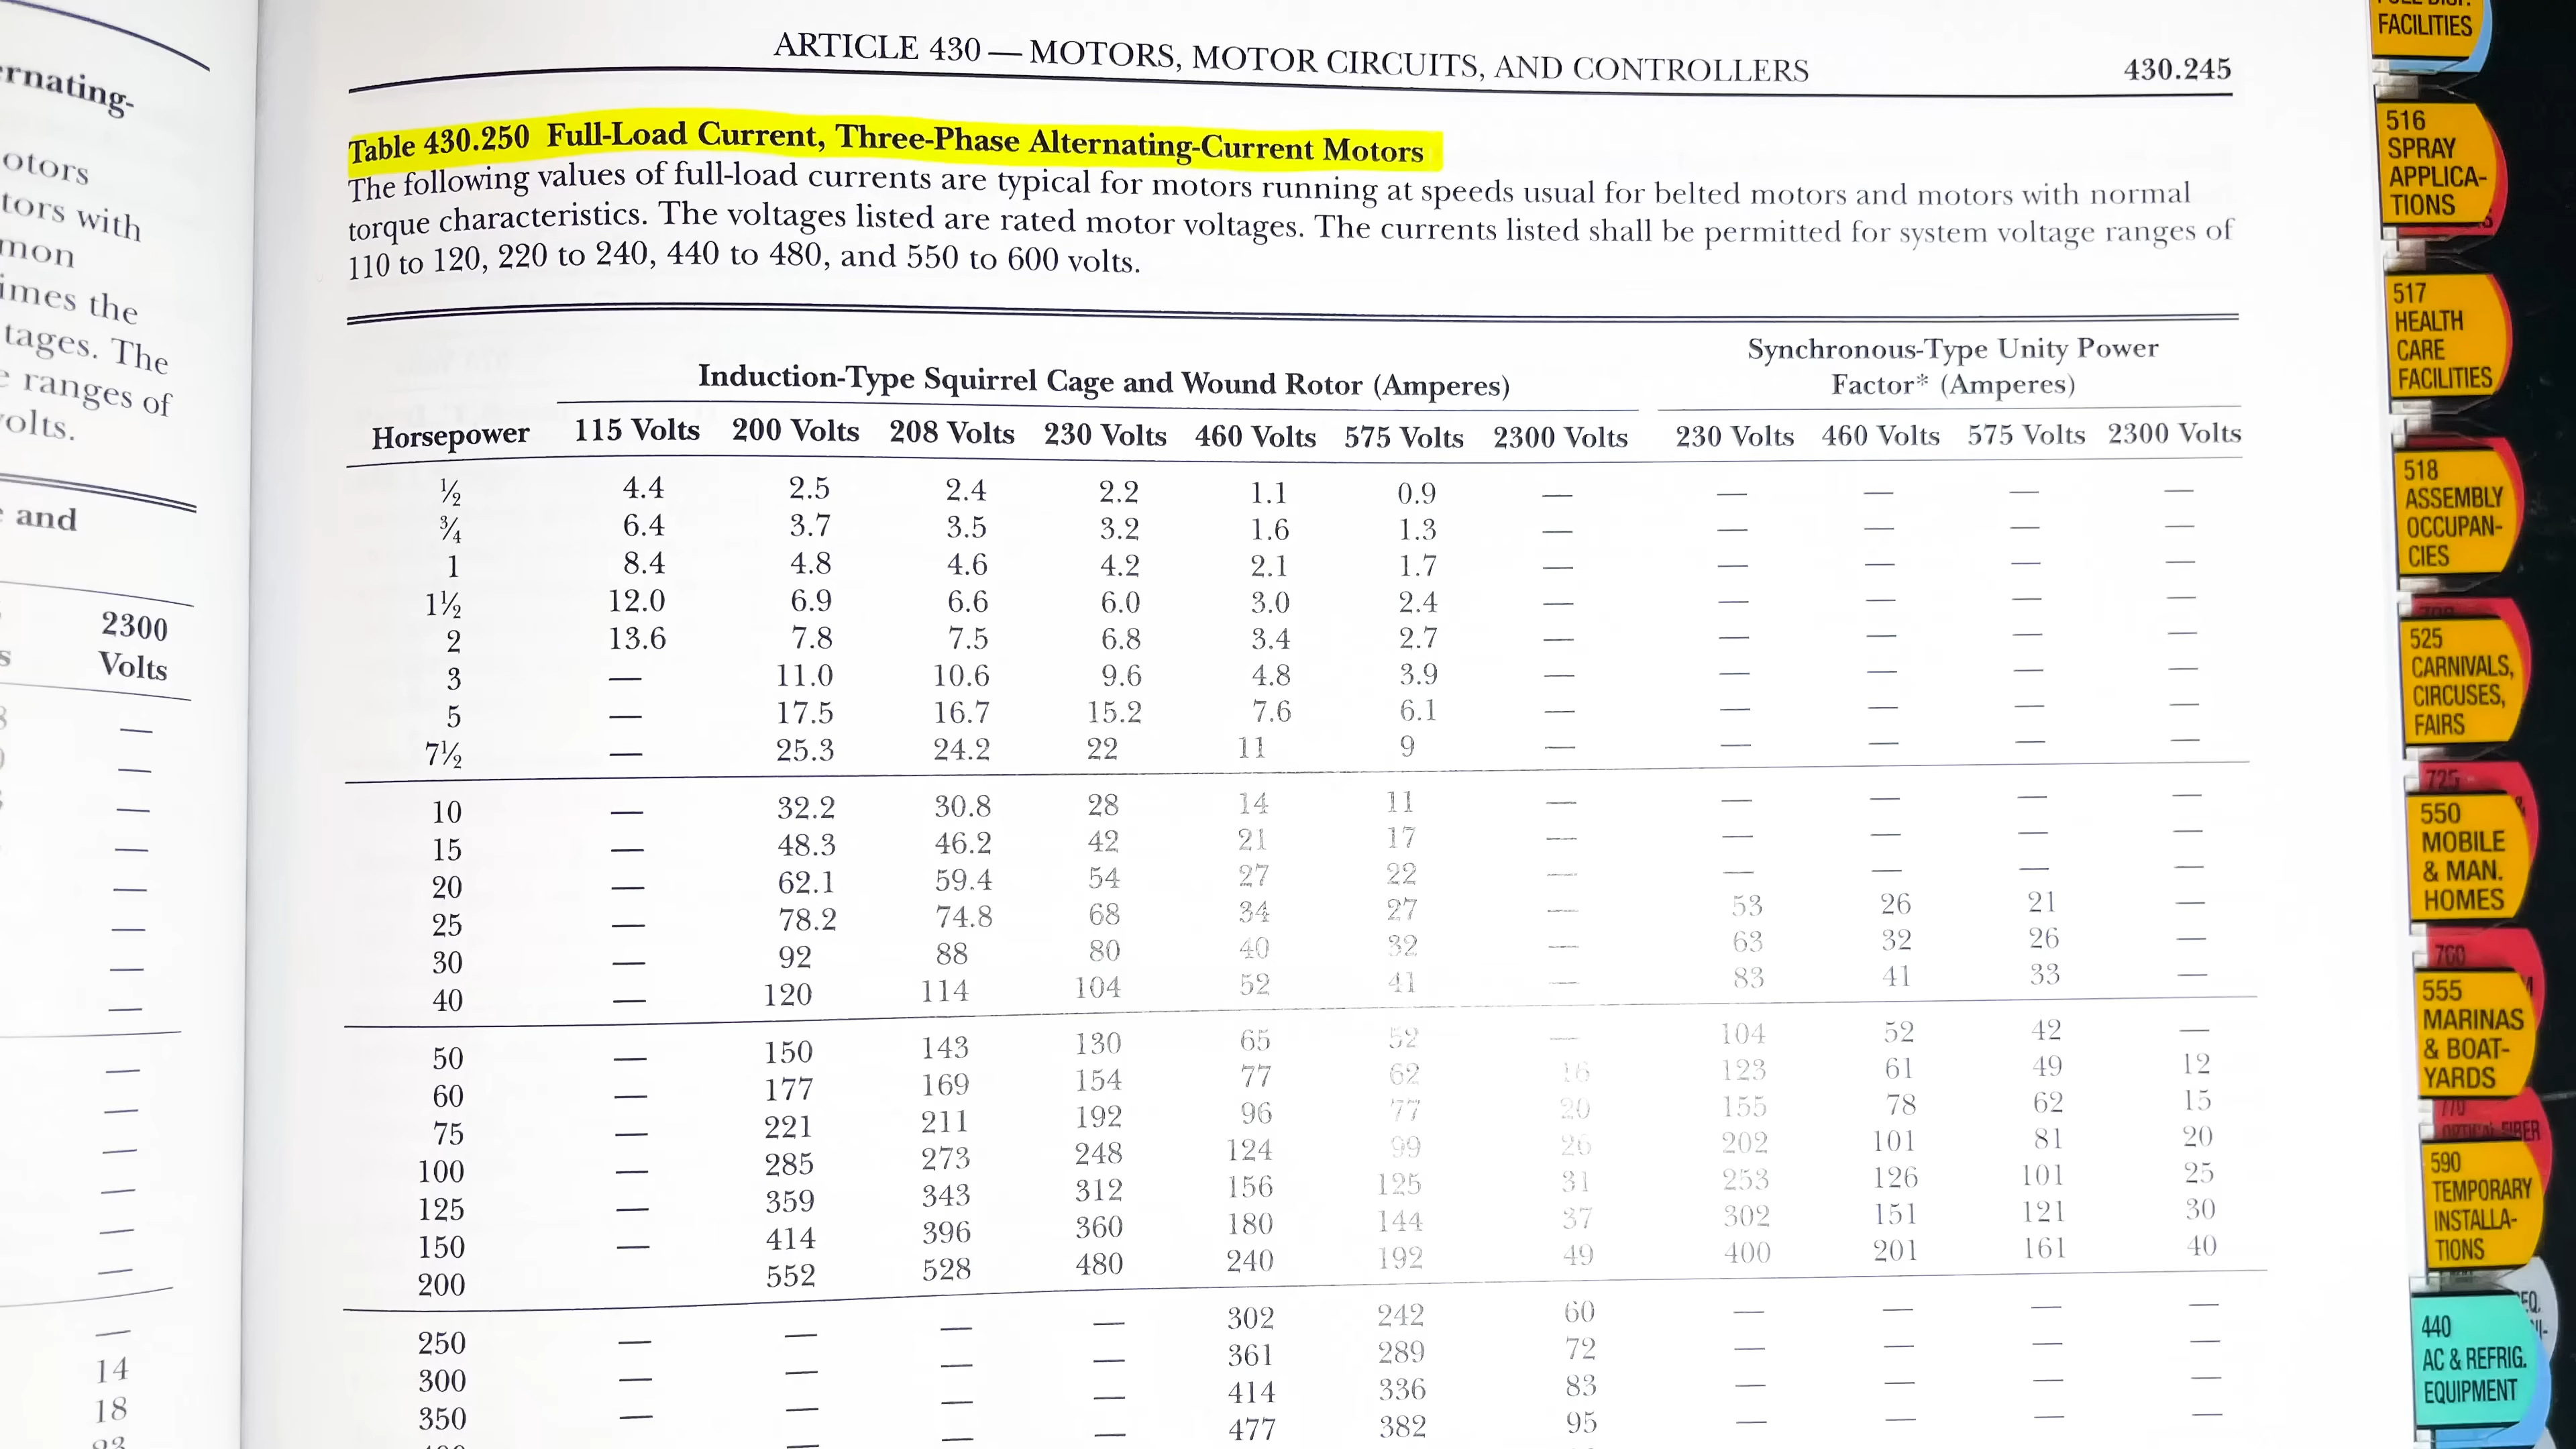 ernating-
otors
tors with
mon
imes the
tages. The
ranges of
volts.
and
2300
Volts
14
18
ARTICLE 430 — MOTORS, MOTOR CIRCUITS, AND CONTROLLERS 430.245
Table 430.250 Full-Load Current, Three-Phase Alternating-Current Motors
The following values of full-load currents are typical for motors running at speeds usual for belted motors and motors with normal
torque characteristics. The voltages listed are rated motor voltages. The currents listed shall be permitted for system voltage ranges of
110 to 120, 220 to 240, 440 to 480, and 550 to 600 volts.
Induction-Type Squirrel Cage and Wound Rotor (Amperes)
Synchronous-Type Unity Power
Factor* (Amperes)
Horsepower 115 Volts 200 Volts 208 Volts 230 Volts 460 Volts 575 Volts 2300 Volts 230 Volts 460 Volts 575 Volts 2300 Volts
½ 4.4 2.5 2.4 2.2 1.1 0.9 — — — — —
¾ 6.4 3.7 3.5 3.2 1.6 1.3 — — — — —
1 8.4 4.8 4.6 4.2 2.1 1.7 — — — — —
1½ 12.0 6.9 6.6 6.0 3.0 2.4 — — — — —
2 13.6 7.8 7.5 6.8 3.4 2.7 — — — — —
3 — 11.0 10.6 9.6 4.8 3.9 — — — — —
5 — 17.5 16.7 15.2 7.6 6.1 — — — — —
7½ — 25.3 24.2 22 11 9 — — — — —
10 — 32.2 30.8 28 14 11 — — — — —
15 — 48.3 46.2 42 21 17 — — — — —
20 — 62.1 59.4 54 27 22 — — — — —
25 — 78.2 74.8 68 34 27 — 53 26 21 —
30 — 92 88 80 40 32 — 63 32 26 —
40 — 120 114 104 52 41 — 83 41 33 —
50 — 150 143 130 65 52 — 104 52 42 —
60 — 177 169 154 77 62 16 123 61 49 12
75 — 221 211 192 96 77 20 155 78 62 15
100 — 285 273 248 124 99 26 202 101 81 20
125 — 359 343 312 156 125 31 253 126 101 25
150 — 414 396 360 180 144 37 302 151 121 30
200 552 528 480 240 192 49 400 201 161 40
250 — — — — 302 242 60 — — — —
300 — — — — 361 289 72 — — — —
350 — — — — 414 336 83 — — — —
— — — 477 382 95 — — — —
FACILITIES
516
SPRAY
APPLICA-
TIONS
517
HEALTH
CARE
FACILITIES
518
ASSEMBLY
OCCUPAN-
CIES
525
CARNIVALS,
CIRCUSES,
FAIRS
725
550
MOBILE
& MAN.
HOMES
760
555
MARINAS
& BOAT-
YARDS
770
590
TEMPORARY
INSTALLA-
TIONS
440
AC & REFRIG.
EQUIPMENT